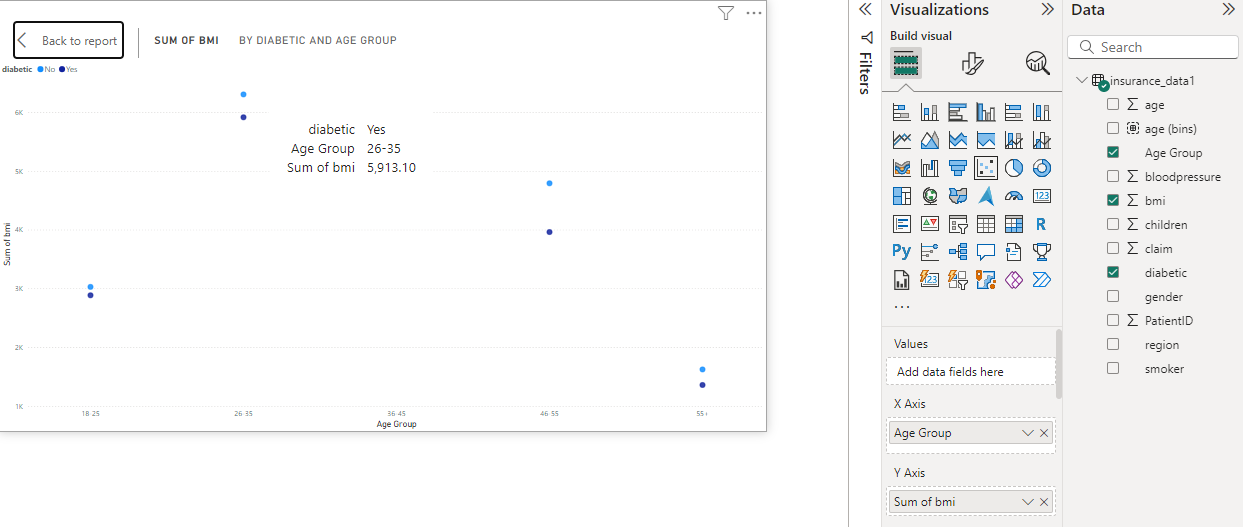 Back to report
SUM OF BMI BY DIABETIC AND AGE GROUP
diabetic No Yes
6K
5K
4K
3K
2K
1K
Sum of bmi
diabetic Yes
Age Group 26-35
Sum of bmi 5,913.10
18-25 26-35 36-45 46-55 55+
Age Group
Filters
Visualizations
Build visual
123
R
Py
123
...
Values
Add data fields here
X Axis
Age Group
Y Axis
Sum of bmi
Data
Search
insurance_data1
age
age (bins)
Age Group
bloodpressure
bmi
children
claim
diabetic
gender
PatientID
region
smoker